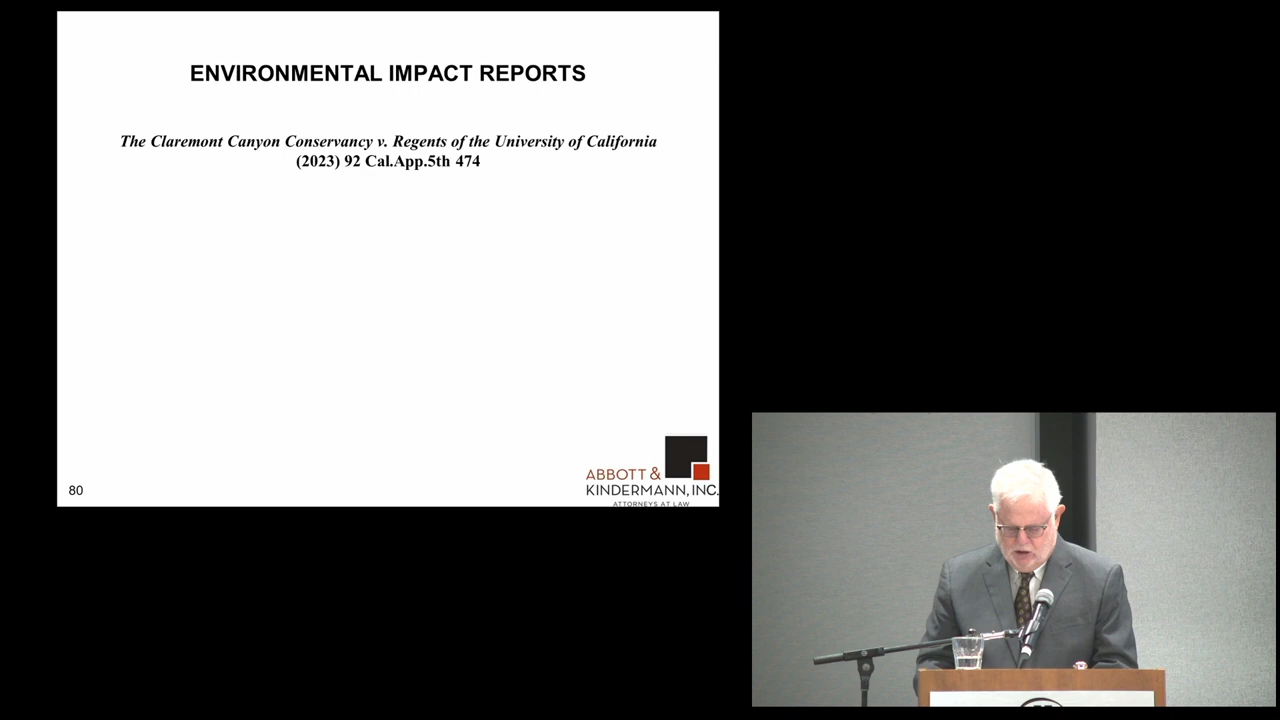 ENVIRONMENTAL IMPACT REPORTS
The Claremont Canyon Conservancy v. Regents of the University of California
(2023) 92 Cal.App.5th 474
80
ABBOTT &
KINDERMANN, INC.
ATTORNEYS AT LAW